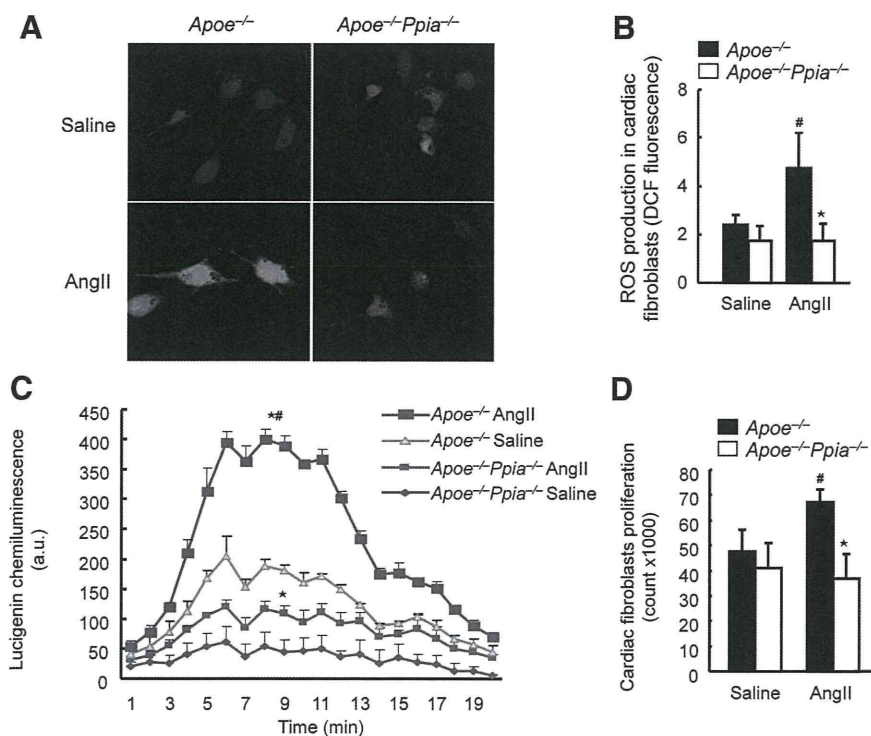 A
Apoe–/–
Apoe–/–Ppia–/–
Saline
AngII
B
Apoe–/–
Apoe–/–Ppia–/–
ROS production in cardiac
fibroblasts (DCF fluorescence)
8
6
4
2
0
#
*
Saline
AngII
C
Lucigenin chemiluminescence
(a.u.)
450
400
350
300
250
200
150
100
50
0
*#
*
Apoe–/– AngII
Apoe–/– Saline
Apoe–/–Ppia–/– AngII
Apoe–/–Ppia–/– Saline
1 3 5 7 9 11 13 15 17 19
Time (min)
D
Apoe–/–
Apoe–/–Ppia–/–
Cardiac fibroblasts proliferation
(count x1000)
80
70
60
50
40
30
20
10
0
#
*
Saline
AngII